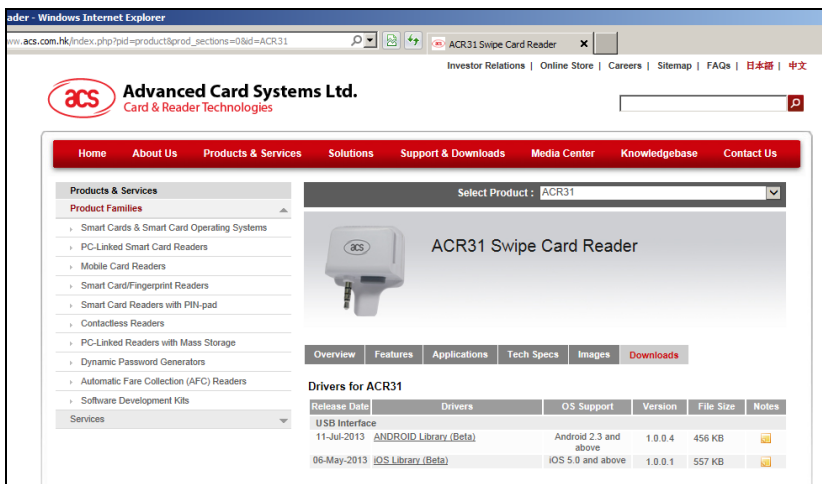 ader - Windows Internet Explorer
ww.acs.com.hk/index.php?pid=product&prod_sections=0&id=ACR31
ACR31 Swipe Card Reader
Investor Relations | Online Store | Careers | Sitemap | FAQs | 日本語 | 中文
acs
Advanced Card Systems Ltd.
Card & Reader Technologies
Home About Us Products & Services Solutions Support & Downloads Media Center Knowledgebase Contact Us
Products & Services
Product Families
Smart Cards & Smart Card Operating Systems
PC-Linked Smart Card Readers
Mobile Card Readers
Smart Card/Fingerprint Readers
Smart Card Readers with PIN-pad
Contactless Readers
PC-Linked Readers with Mass Storage
Dynamic Password Generators
Automatic Fare Collection (AFC) Readers
Software Development Kits
Services
Select Product : ACR31
acs
ACR31 Swipe Card Reader
Overview Features Applications Tech Specs Images Downloads
Drivers for ACR31
Release Date Drivers OS Support Version File Size Notes
USB Interface
11-Jul-2013 ANDROID Library (Beta) Android 2.3 and above 1.0.0.4 456 KB
06-May-2013 iOS Library (Beta) iOS 5.0 and above 1.0.0.1 557 KB